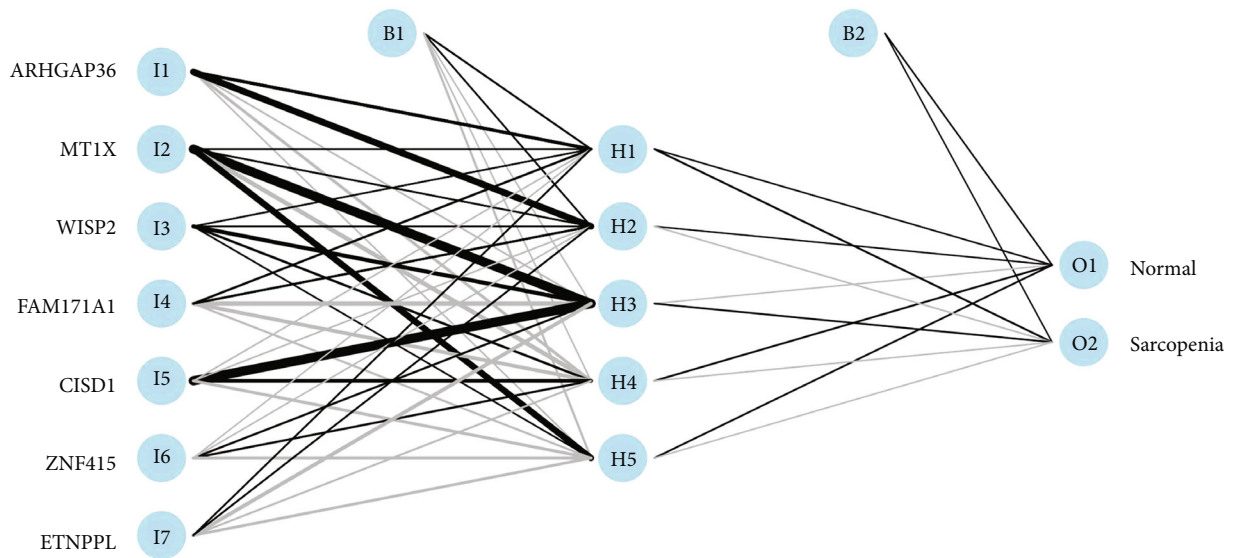 B1
B2
ARHGAP36 I1
MT1X I2 H1
WISP2 I3 H2
O1 Normal
FAM171A1 I4 H3
O2 Sarcopenia
CISD1 I5 H4
ZNF415 I6 H5
ETNPPL I7